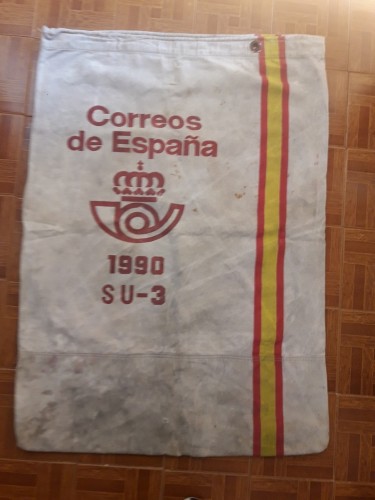 Correos
de España
1990
SU-3